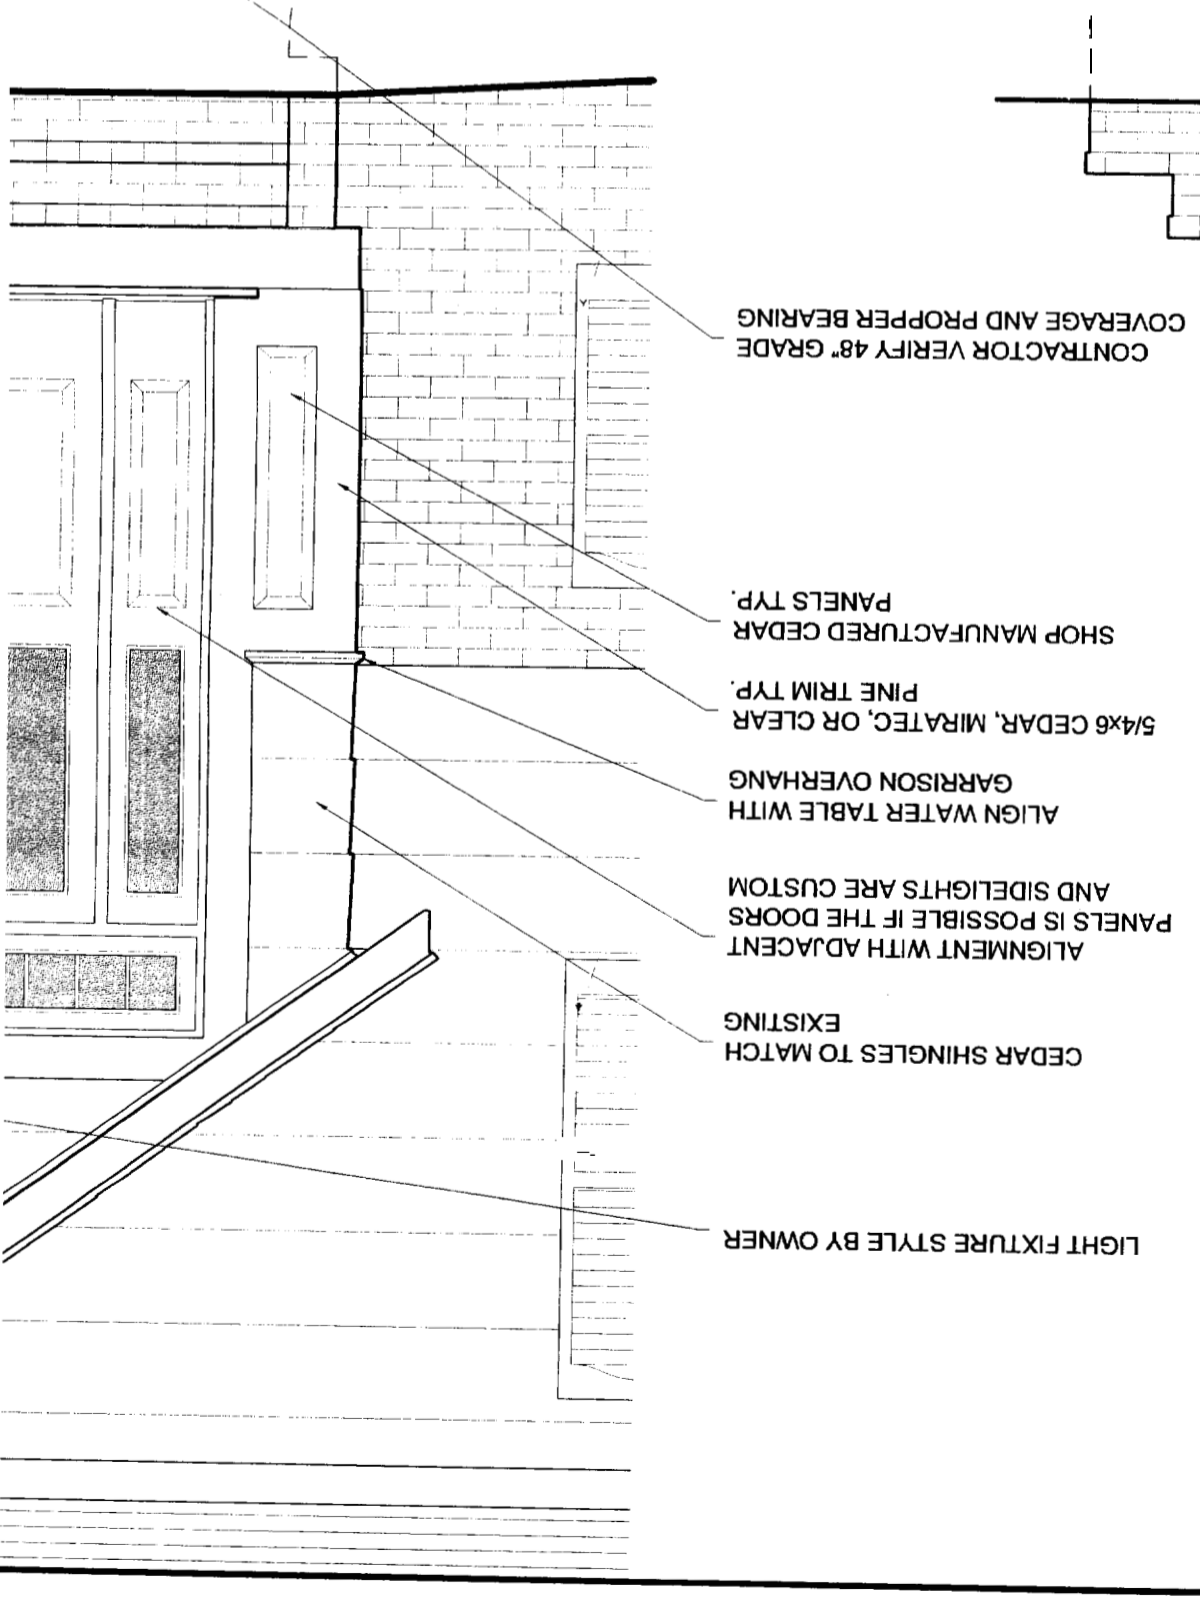 LIGHT FIXTURE STYLE BY OWNER
CEDAR SHINGLES TO MATCH
EXISTING
ALIGNMENT WITH ADJACENT
PANELS IS POSSIBLE IF THE DOORS
AND SIDELIGHTS ARE CUSTOM
ALIGN WATER TABLE WITH
GARRISON OVERHANG
5/4x6 CEDAR, MIRATEC, OR CLEAR
PINE TRIM TYP.
SHOP MANUFACTURED CEDAR
PANELS TYP.
CONTRACTOR VERIFY 48" GRADE
COVERAGE AND PROPPER BEARING